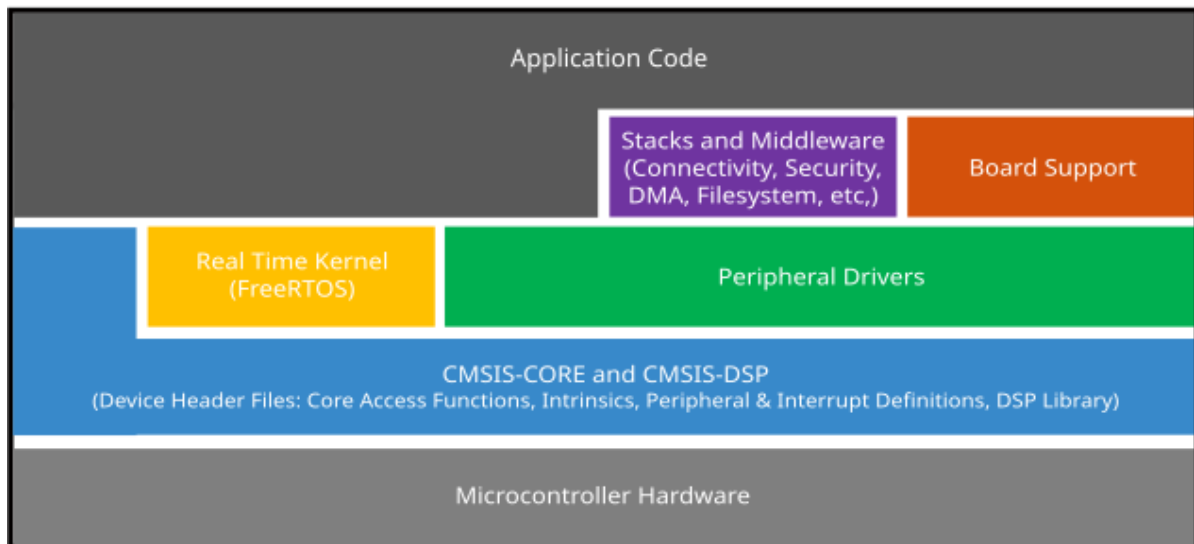 Application Code
Stacks and Middleware
(Connectivity, Security,
DMA, Filesystem, etc,)
Board Support
Real Time Kernel
(FreeRTOS)
Peripheral Drivers
CMSIS-CORE and CMSIS-DSP
(Device Header Files: Core Access Functions, Intrinsics, Peripheral & Interrupt Definitions, DSP Library)
Microcontroller Hardware